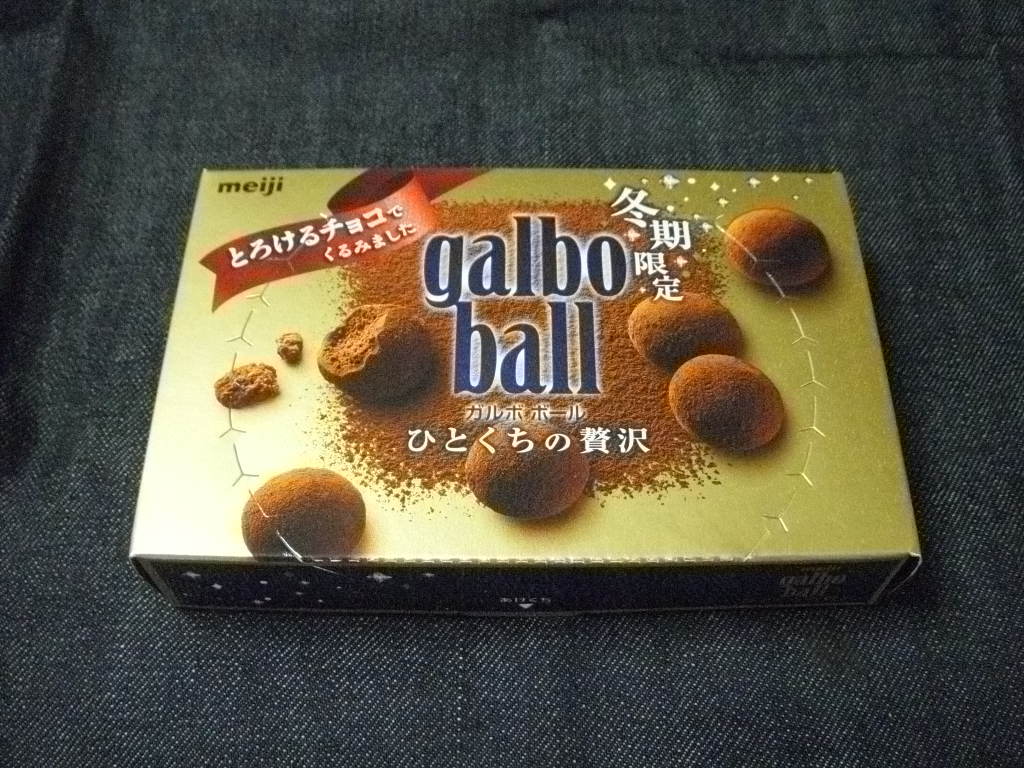 meiji
とろけるチョコで
くるみました
冬期
限定
galbo
ball
ガルボ ボール
ひとくちの贅沢
あけくち
meiji
galbo
ball